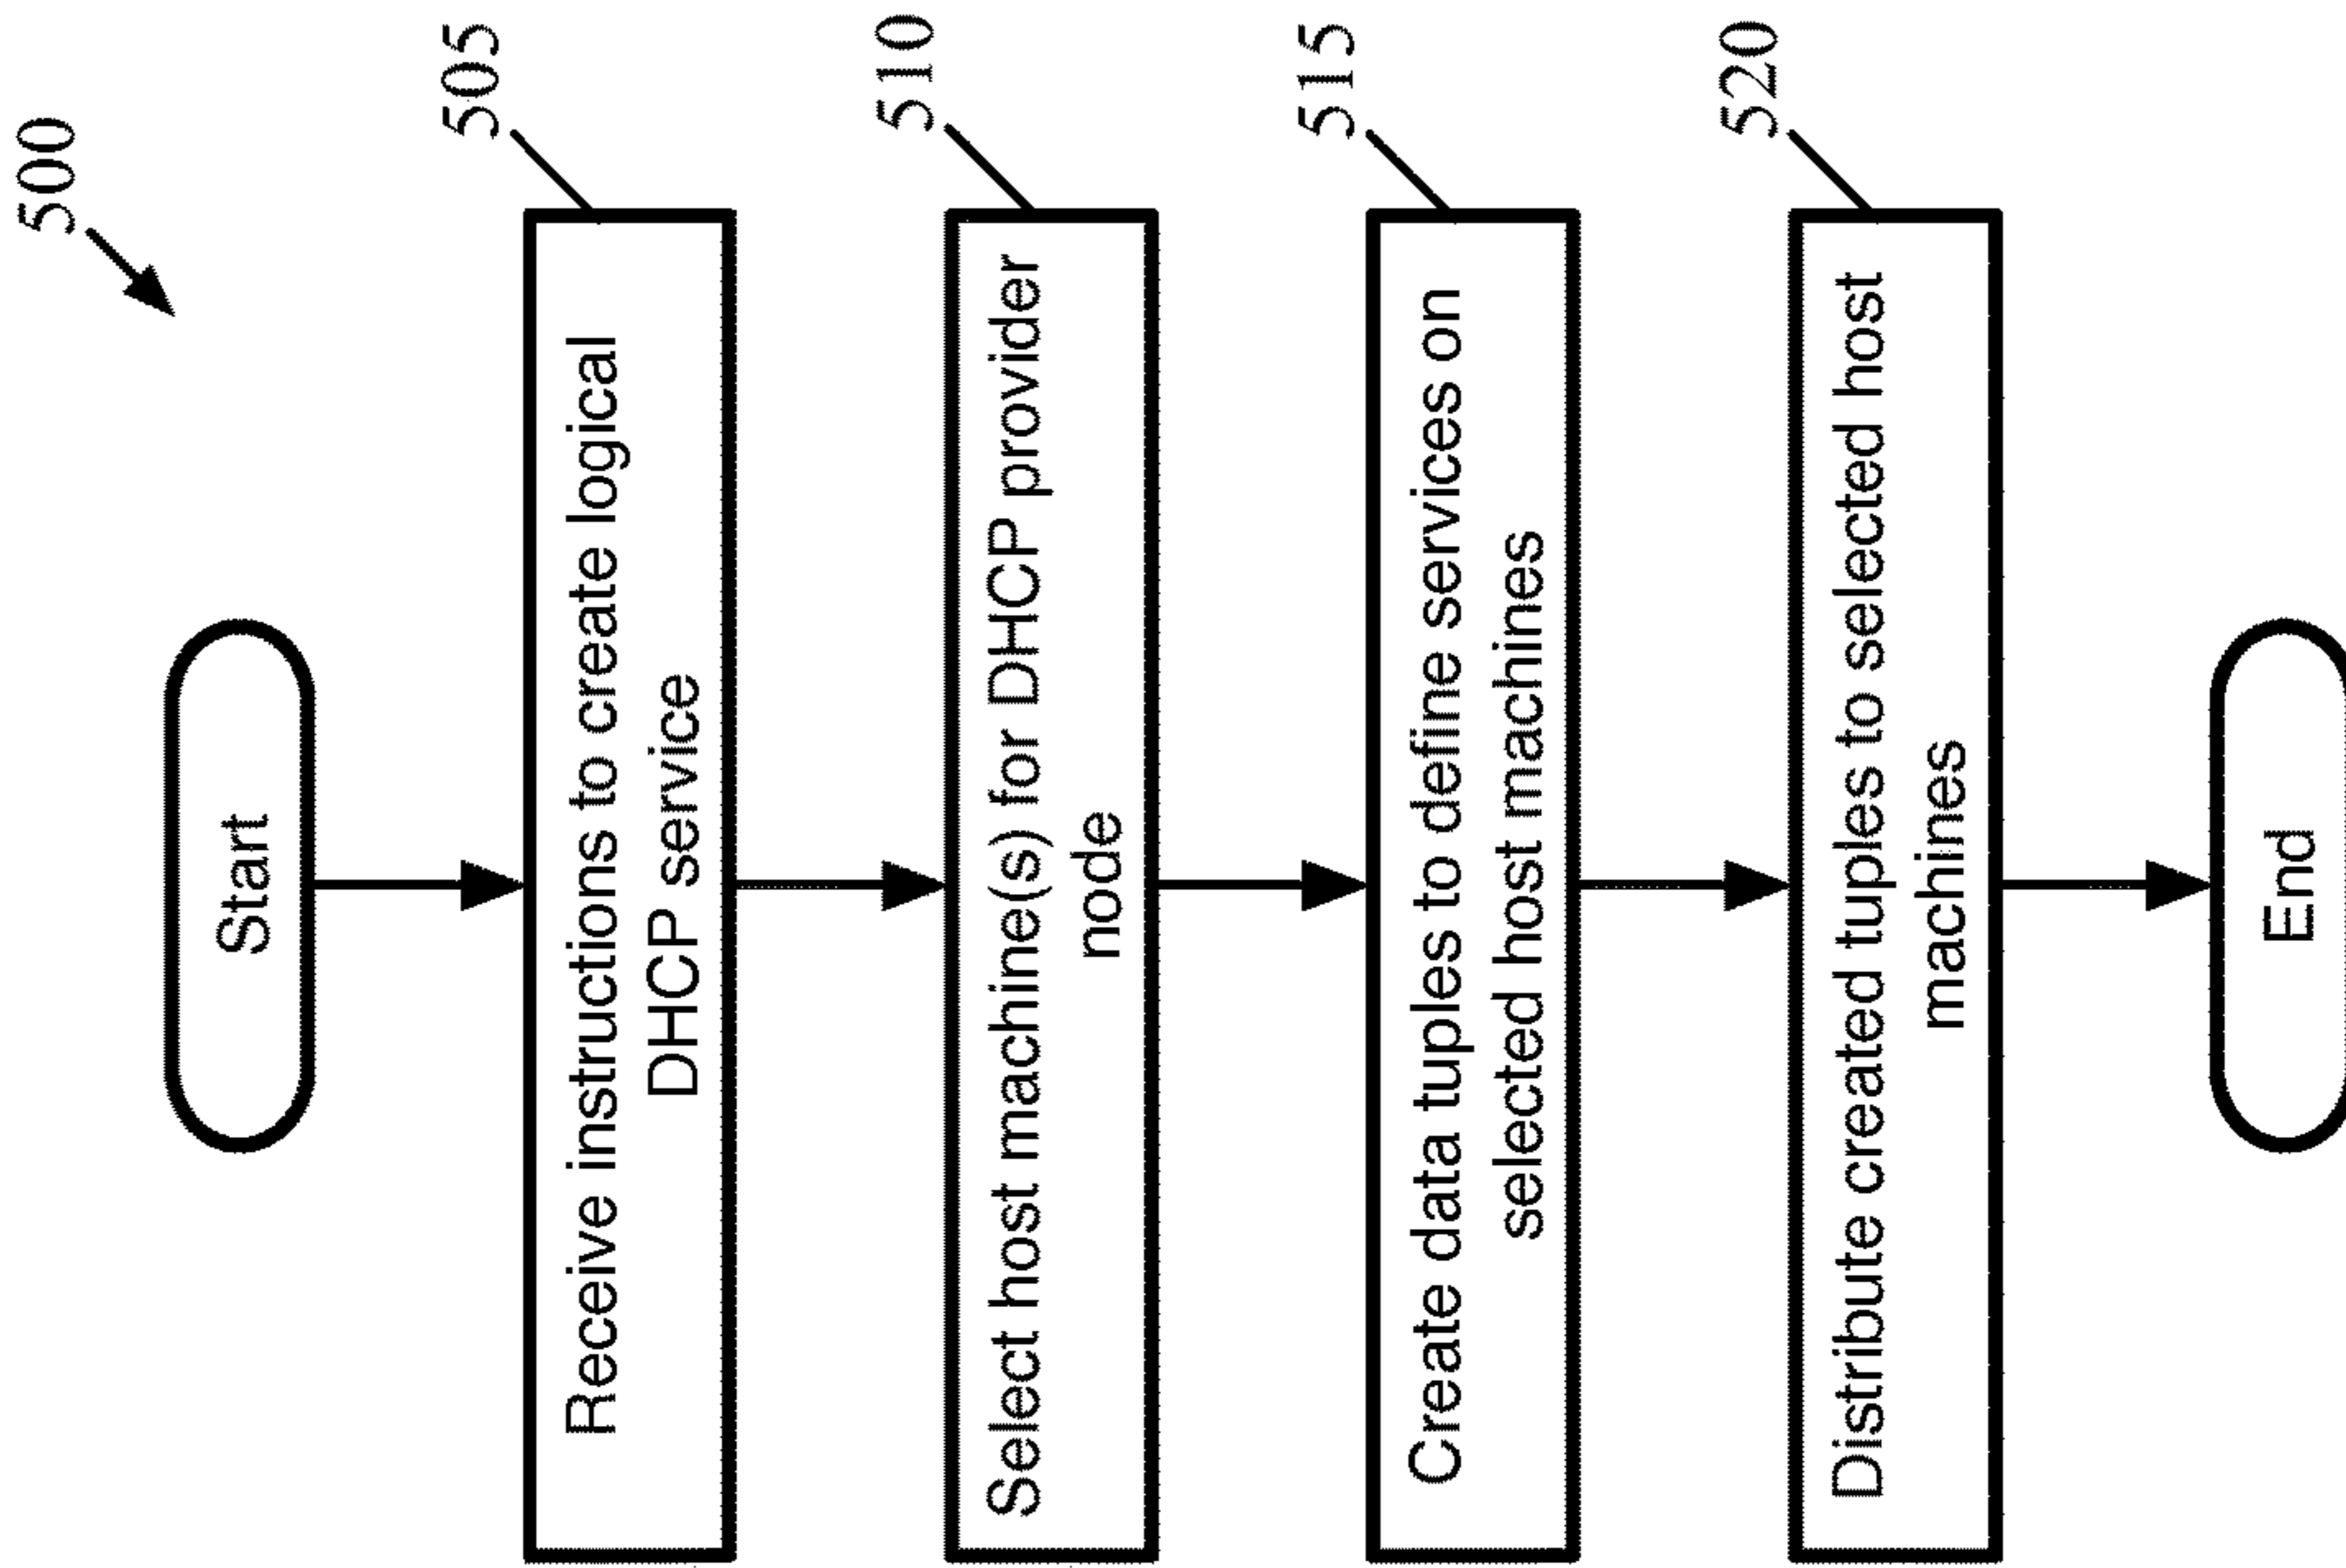 500
Start
505
Receive instructions to create logical
DHCP service
510
Select host machine(s) for DHCP provider
node
515
Create data tuples to define services on
selected host machines
520
Distribute created tuples to selected host
machines
End